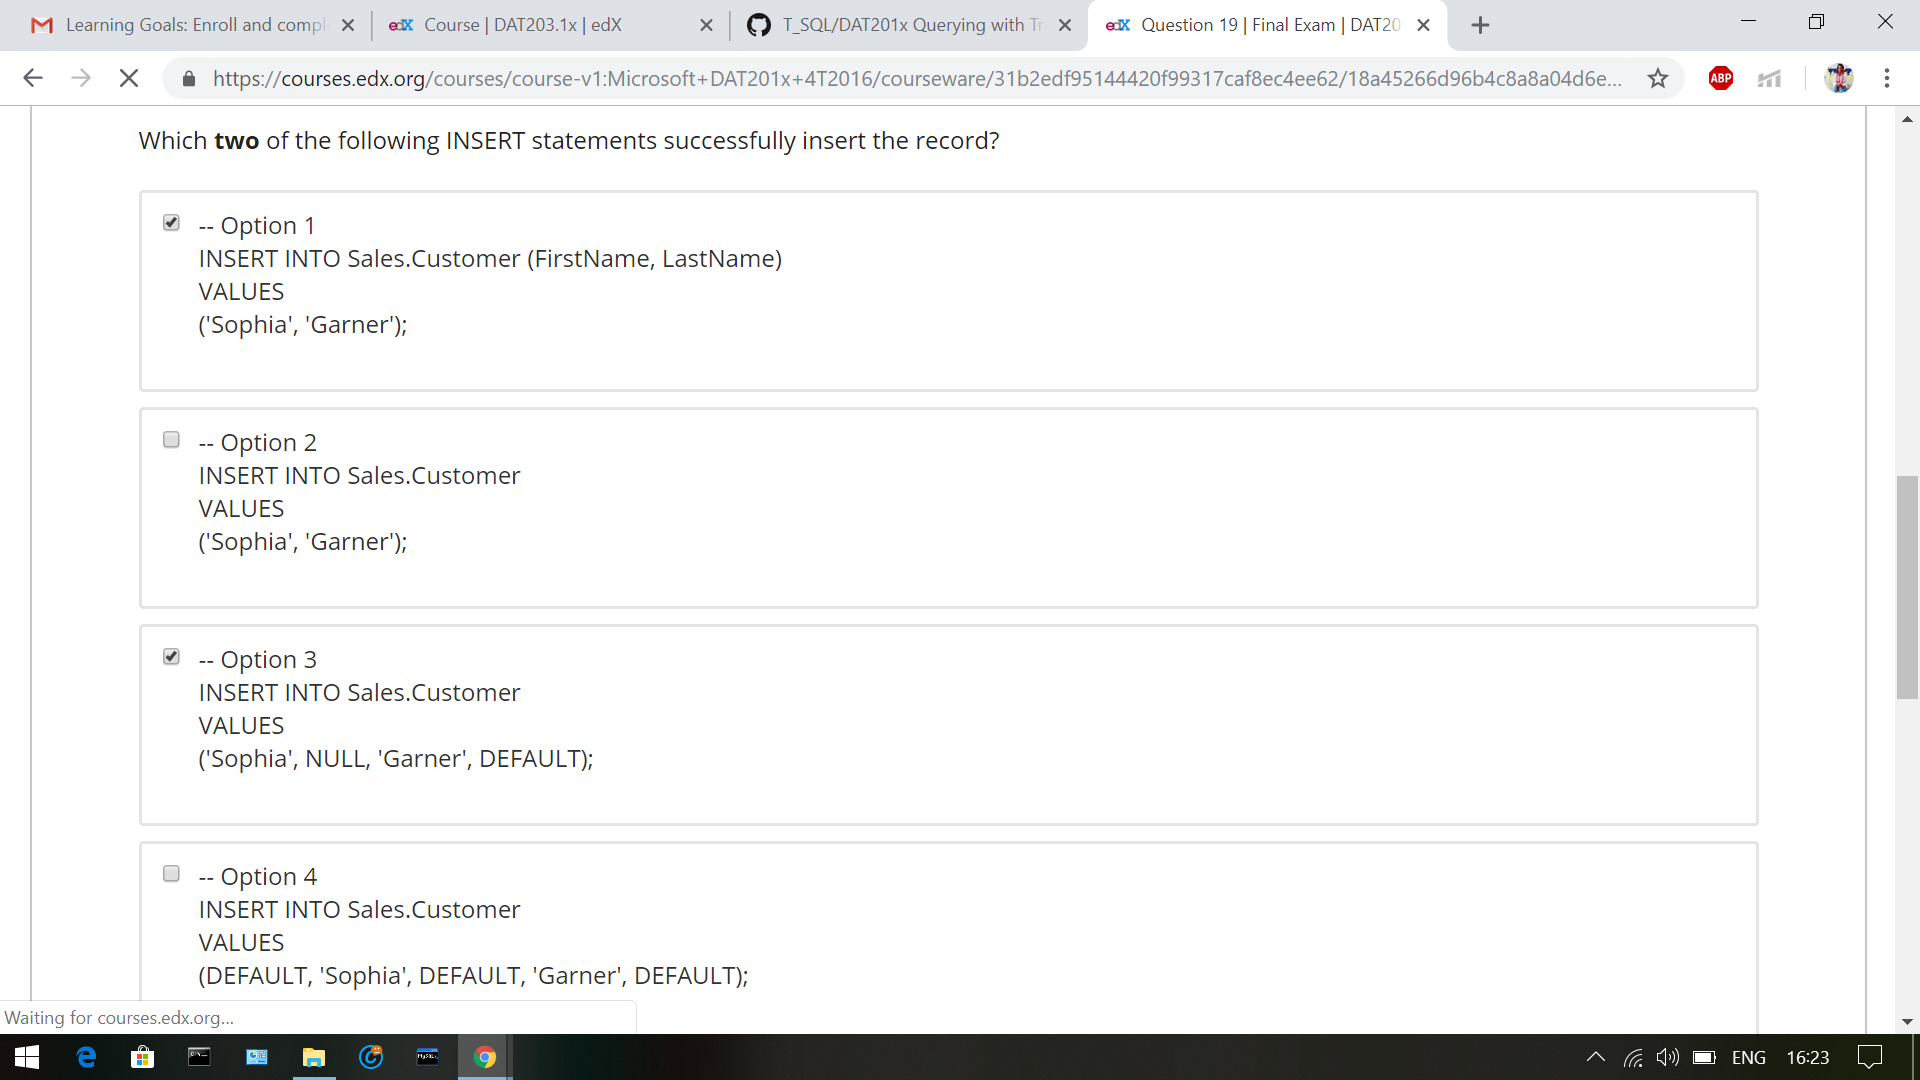 Learning Goals: Enroll and compl
edX Course | DAT203.1x | edX
T_SQL/DAT201x Querying with Tr
edX Question 19 | Final Exam | DAT20
https://courses.edx.org/courses/course-v1:Microsoft+DAT201x+4T2016/courseware/31b2edf95144420f99317caf8ec4ee62/18a45266d96b4c8a8a04d6e...
ABP
Which two of the following INSERT statements successfully insert the record?
-- Option 1
INSERT INTO Sales.Customer (FirstName, LastName)
VALUES
('Sophia', 'Garner');
-- Option 2
INSERT INTO Sales.Customer
VALUES
('Sophia', 'Garner');
-- Option 3
INSERT INTO Sales.Customer
VALUES
('Sophia', NULL, 'Garner', DEFAULT);
-- Option 4
INSERT INTO Sales.Customer
VALUES
(DEFAULT, 'Sophia', DEFAULT, 'Garner', DEFAULT);
Waiting for courses.edx.org...
ENG
16:23